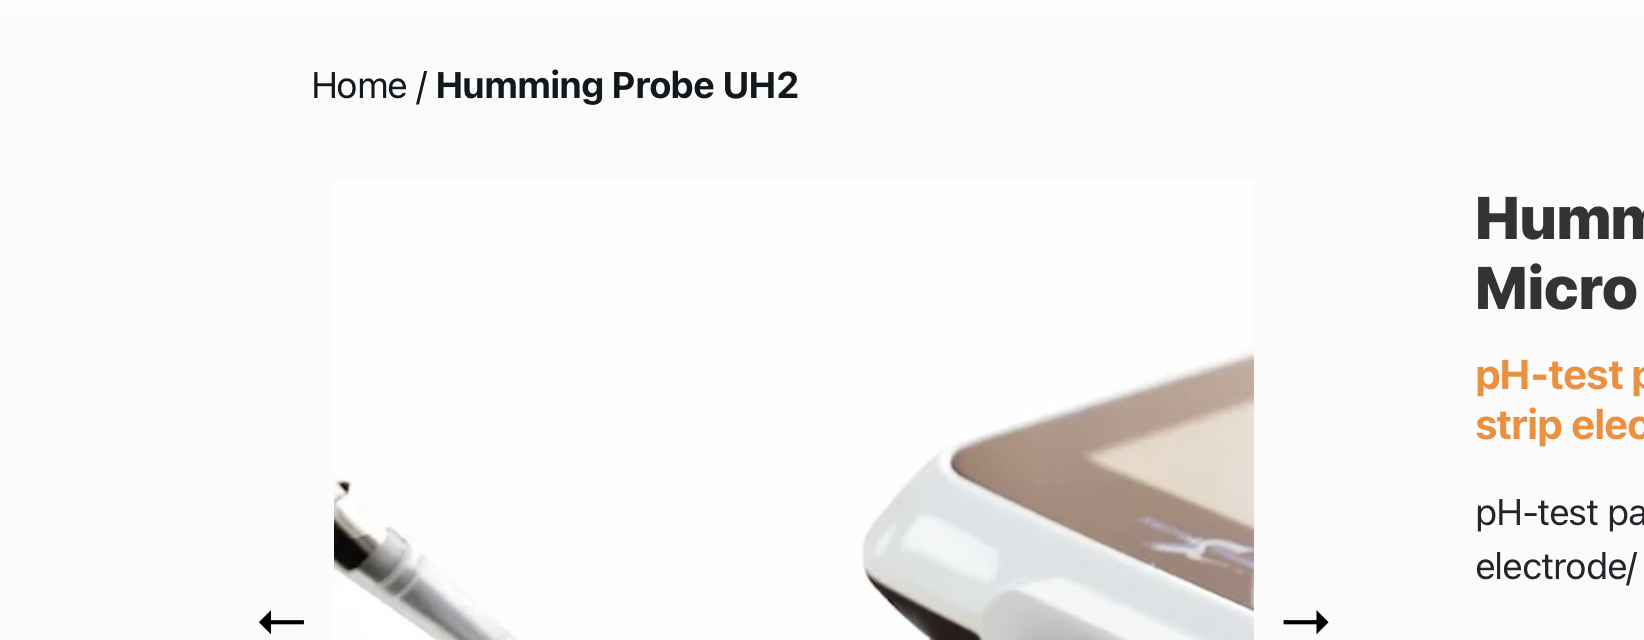 Home / Humming Probe UH2
Humm
Micro
pH-test p
strip elec
pH-test pa
electrode/